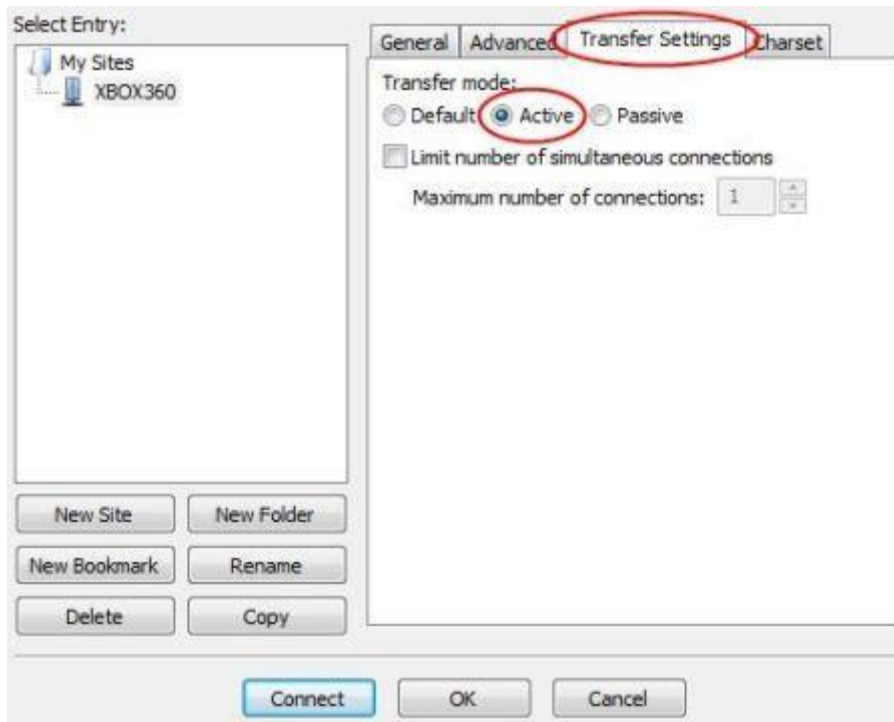 Select Entry:
My Sites
XBOX360
New Site
New Folder
New Bookmark
Rename
Delete
Copy
General
Advanced
Transfer Settings
Charset
Transfer mode:
Default
Active
Passive
Limit number of simultaneous connections
Maximum number of connections: 1
Connect
OK
Cancel